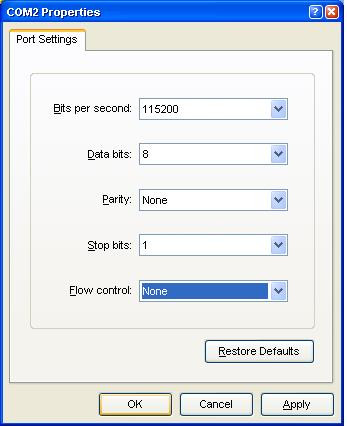 COM2 Properties
Port Settings
Bits per second: 115200
Data bits: 8
Parity: None
Stop bits: 1
Flow control: None
Restore Defaults
OK Cancel Apply